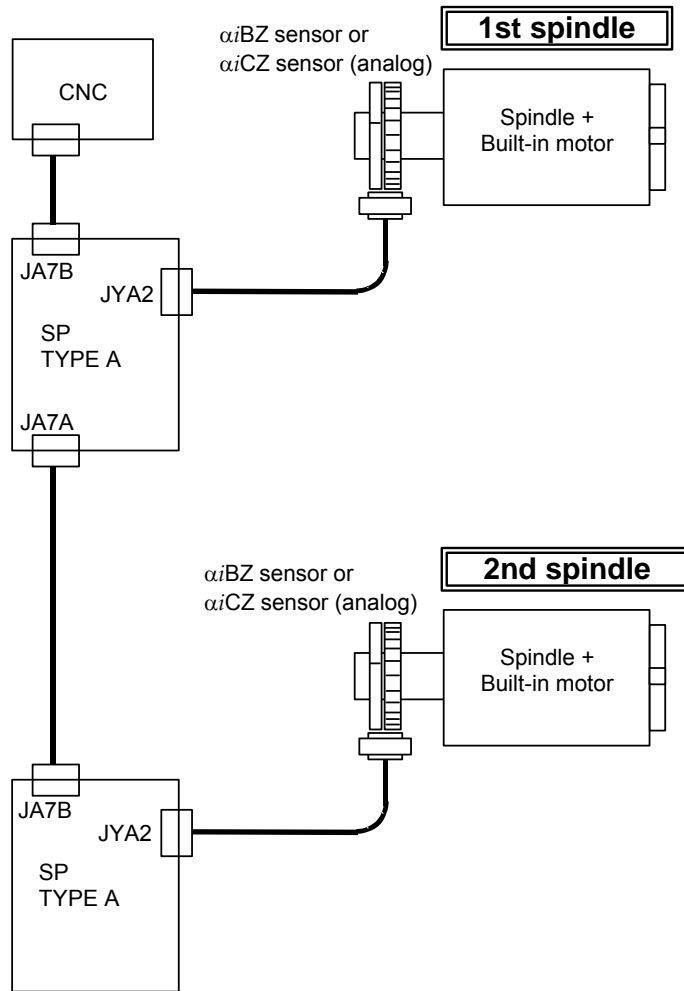 αiBZ sensor or
αiCZ sensor (analog)
1st spindle
CNC
Spindle +
Built-in motor
JA7B
JYA2
SP
TYPE A
JA7A
αiBZ sensor or
αiCZ sensor (analog)
2nd spindle
Spindle +
Built-in motor
JA7B
JYA2
SP
TYPE A